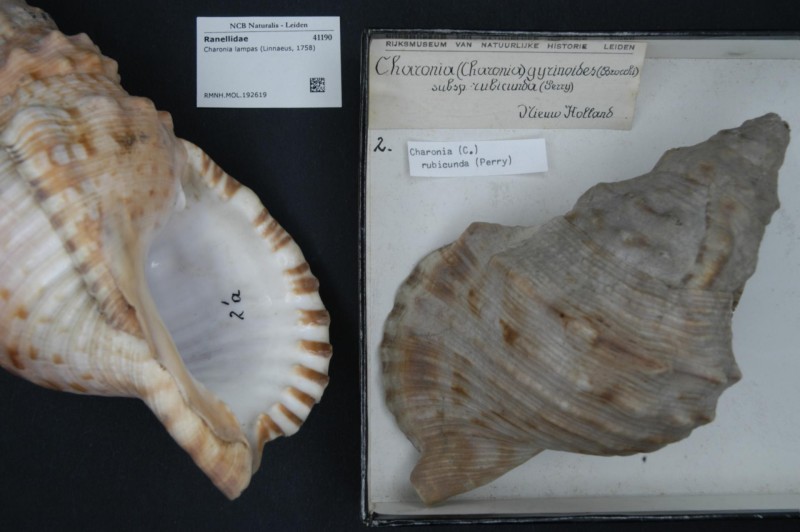 NCB Naturalis - Leiden
Ranellidae 41190
Charonia lampas (Linnaeus, 1758)
RMNH.MOL.192619
RIJKSMUSEUM VAN NATUURLIJKE HISTORIE LEIDEN
Charonia (Charonia) gyrinoides (Brocchi)
subsp. rubicunda (Perry)
Nieuw Holland
2.
Charonia (C.)
rubicunda (Perry)
2'a